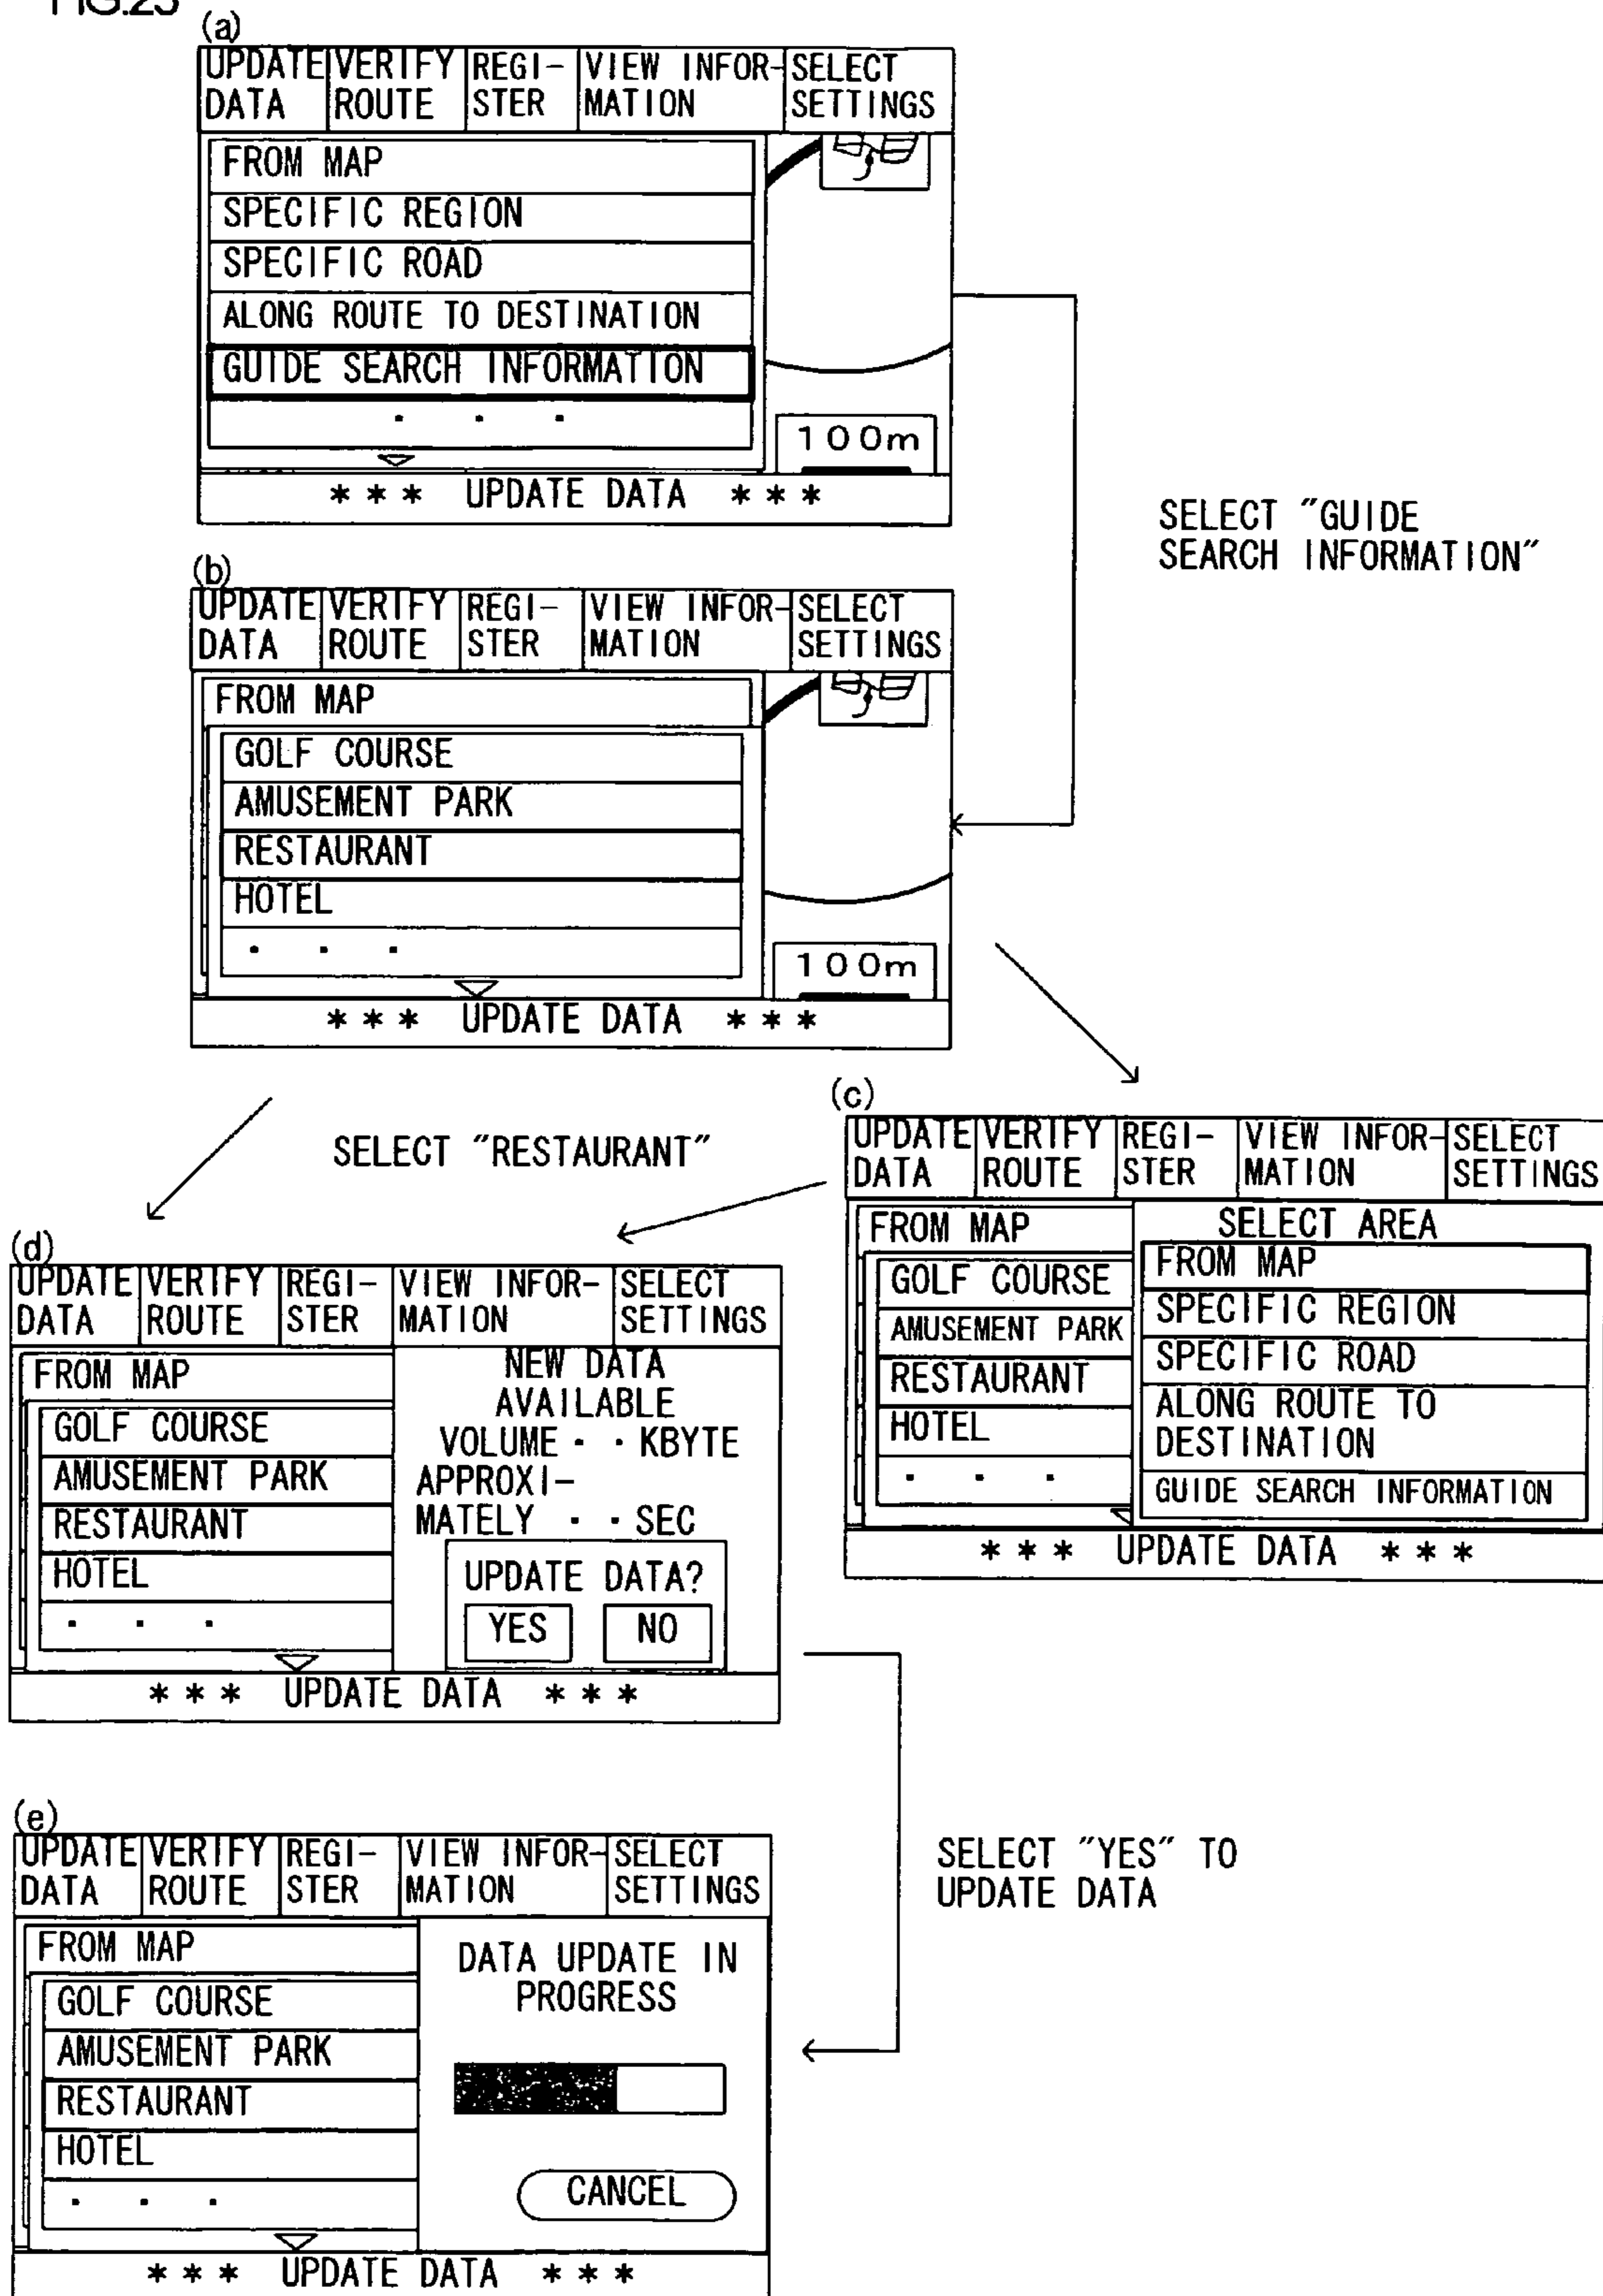 FIG.23
(a)
UPDATE DATA VERIFY ROUTE REGI-STER VIEW INFOR-MATION SELECT SETTINGS
FROM MAP
SPECIFIC REGION
SPECIFIC ROAD
ALONG ROUTE TO DESTINATION
GUIDE SEARCH INFORMATION
. . .
100m
*** UPDATE DATA ***
SELECT "GUIDE
SEARCH INFORMATION"
(b)
UPDATE DATA VERIFY ROUTE REGI-STER VIEW INFOR-MATION SELECT SETTINGS
FROM MAP
GOLF COURSE
AMUSEMENT PARK
RESTAURANT
HOTEL
. . .
100m
*** UPDATE DATA ***
SELECT "RESTAURANT"
(c)
UPDATE DATA VERIFY ROUTE REGI-STER VIEW INFOR-MATION SELECT SETTINGS
FROM MAP
GOLF COURSE
AMUSEMENT PARK
RESTAURANT
HOTEL
. . .
SELECT AREA
FROM MAP
SPECIFIC REGION
SPECIFIC ROAD
ALONG ROUTE TO
DESTINATION
GUIDE SEARCH INFORMATION
*** UPDATE DATA ***
(d)
UPDATE DATA VERIFY ROUTE REGI-STER VIEW INFOR-MATION SELECT SETTINGS
FROM MAP
GOLF COURSE
AMUSEMENT PARK
RESTAURANT
HOTEL
. . .
NEW DATA
AVAILABLE
VOLUME · · KBYTE
APPROXI-
MATELY · · SEC
UPDATE DATA?
YES NO
*** UPDATE DATA ***
SELECT "YES" TO
UPDATE DATA
(e)
UPDATE DATA VERIFY ROUTE REGI-STER VIEW INFOR-MATION SELECT SETTINGS
FROM MAP
GOLF COURSE
AMUSEMENT PARK
RESTAURANT
HOTEL
. . .
DATA UPDATE IN
PROGRESS
CANCEL
*** UPDATE DATA ***